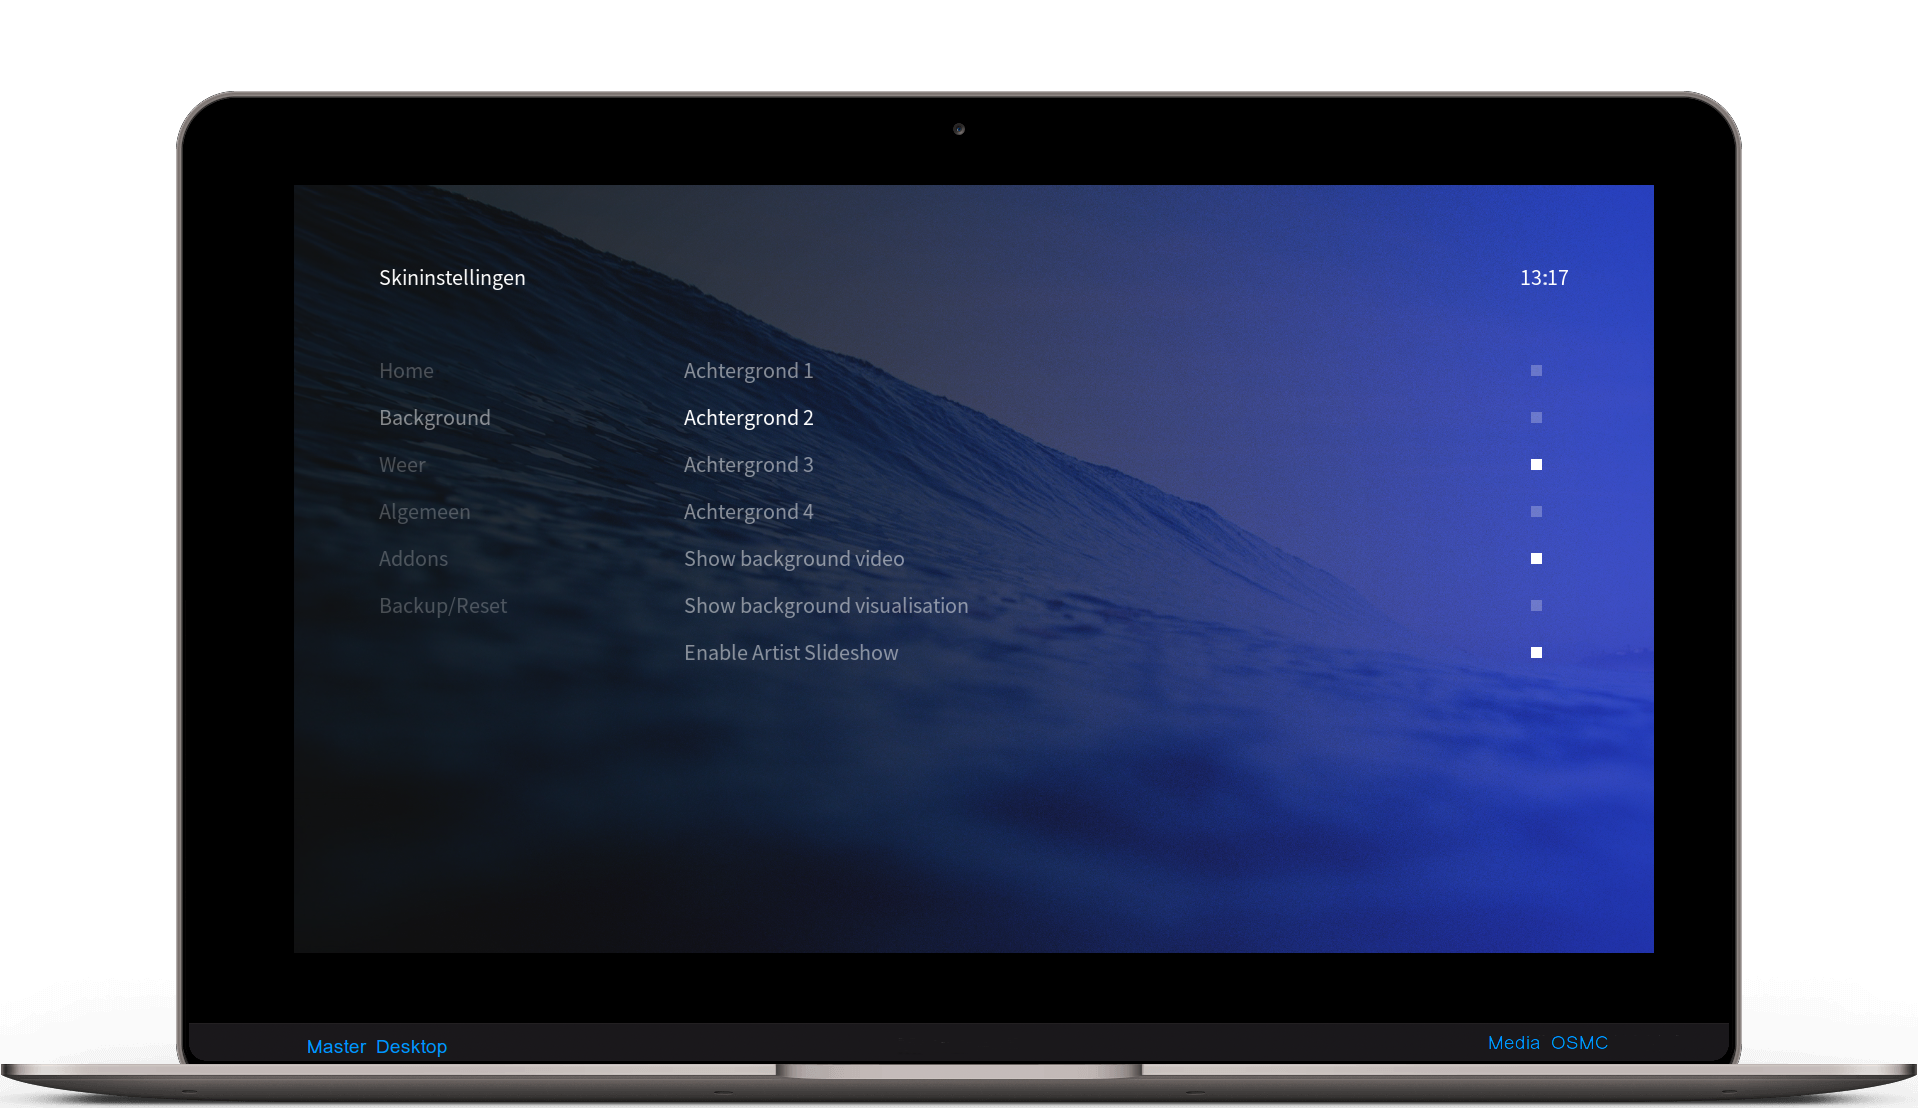 Skininstellingen 13:17
Home Achtergrond 1
Background Achtergrond 2
Weer Achtergrond 3
Algemeen Achtergrond 4
Addons Show background video
Backup/Reset Show background visualisation
Enable Artist Slideshow
Master Desktop Media OSMC